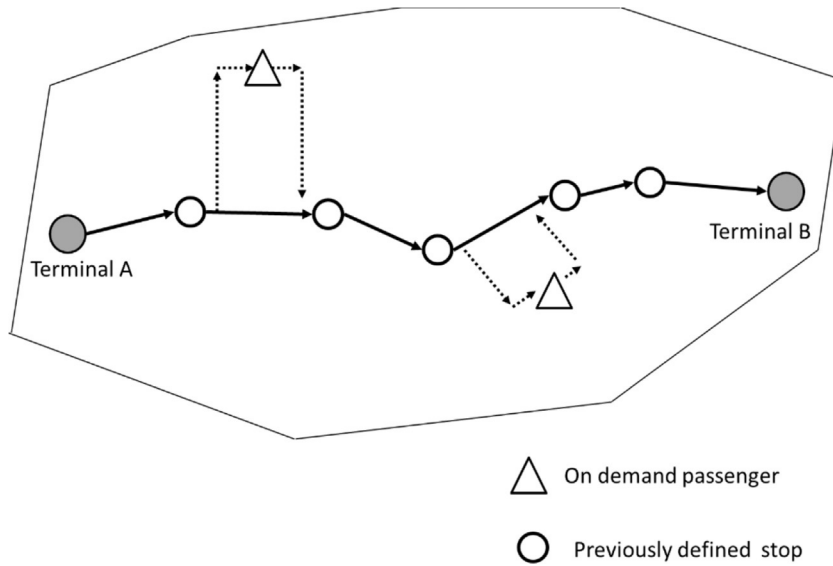 Terminal A
Terminal B
On demand passenger
Previously defined stop